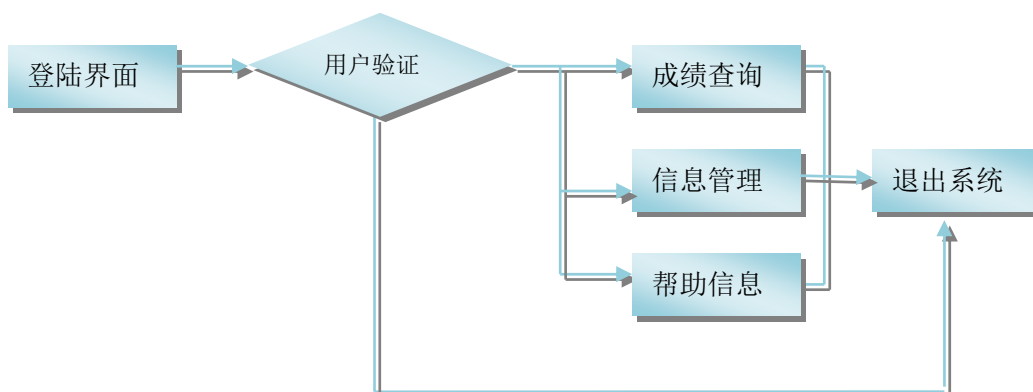 登陆界面
用户验证
成绩查询
信息管理
退出系统
帮助信息